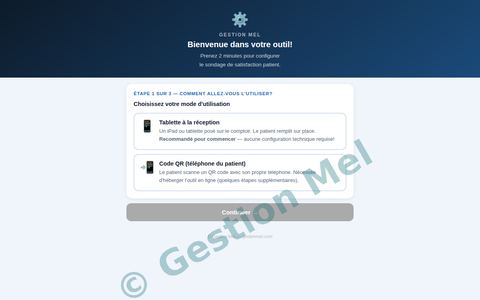 GESTION MEL
Bienvenue dans votre outil!
Prenez 2 minutes pour configurer
le sondage de satisfaction patient.
ÉTAPE 1 SUR 3 — COMMENT ALLEZ-VOUS L'UTILISER?
Choisissez votre mode d'utilisation
Tablette à la réception
Un iPad ou tablette posé sur le comptoir. Le patient remplit sur place.
Recommandé pour commencer — aucune configuration technique requise!
Code QR (téléphone du patient)
Le patient scanne un QR code avec son propre téléphone. Nécessite
d'héberger l'outil en ligne (quelques étapes supplémentaires).
Continuer
© Gestion Mel